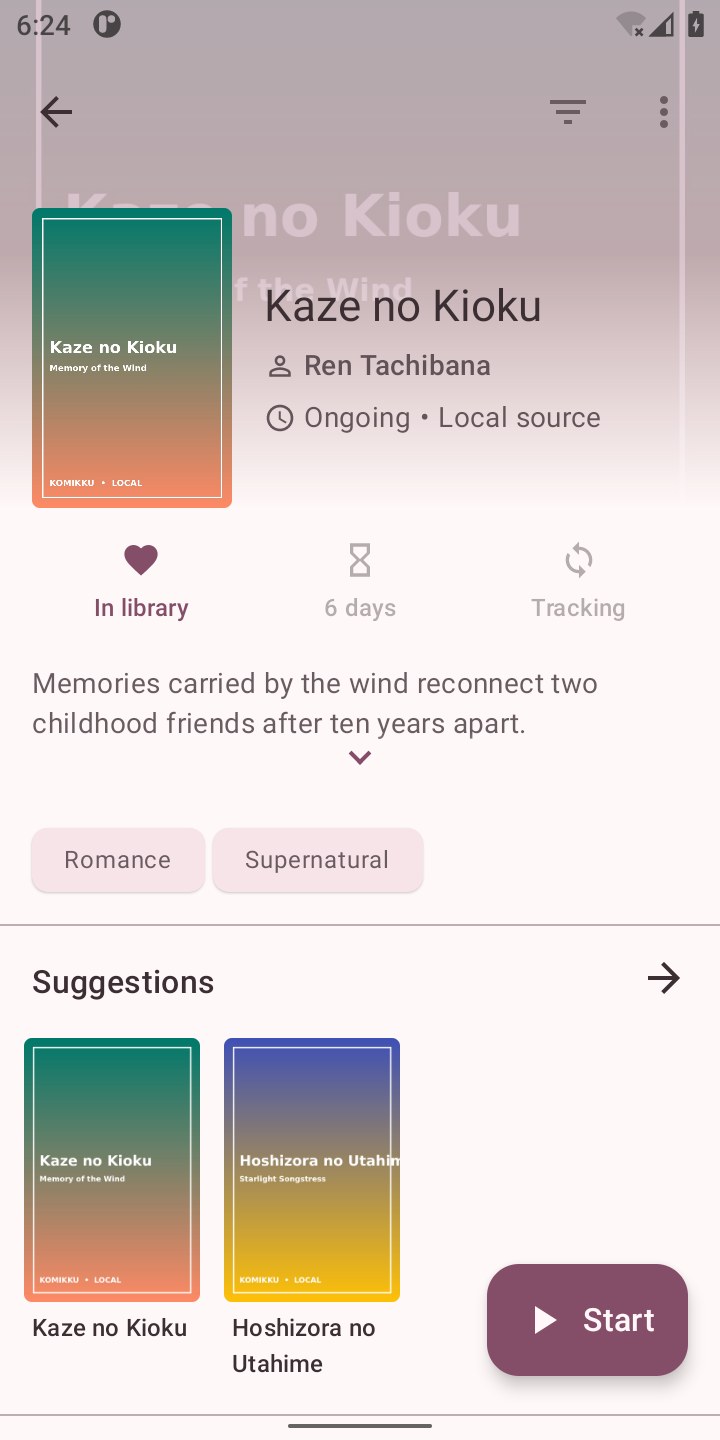 6:24
Kaze no Kioku
f the Wind
Kaze no Kioku
Memory of the Wind
KOMIKKU • LOCAL
Kaze no Kioku
Ren Tachibana
Ongoing • Local source
In library
6 days
Tracking
Memories carried by the wind reconnect two
childhood friends after ten years apart.
Romance
Supernatural
Suggestions
Kaze no Kioku
Memory of the Wind
KOMIKKU • LOCAL
Hoshizora no Utahim
Starlight Songstress
KOMIKKU • LOCAL
Kaze no Kioku
Hoshizora no
Utahime
Start